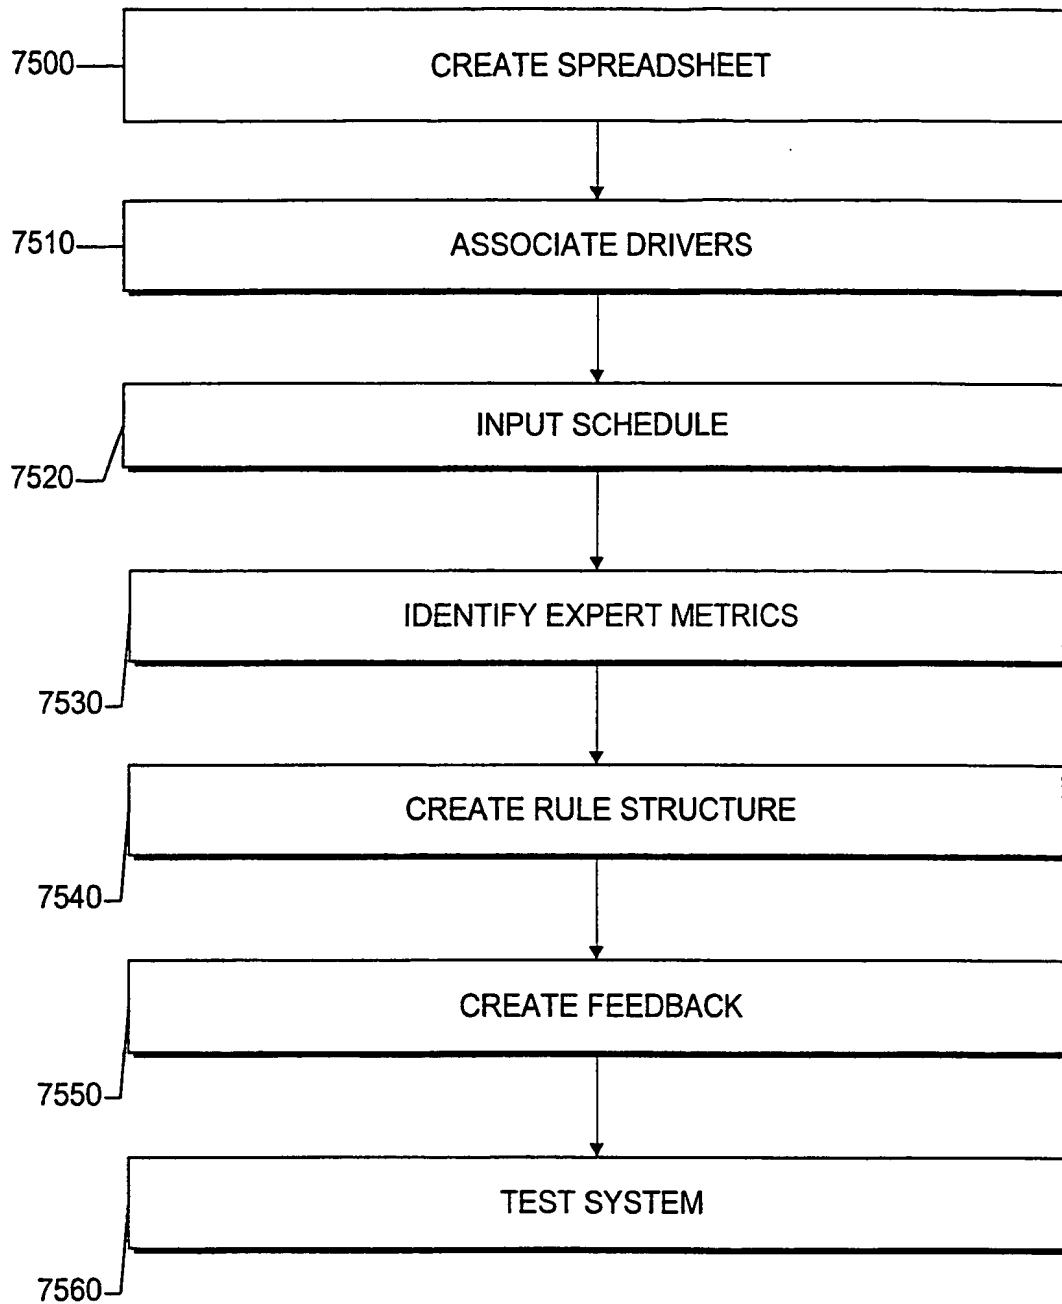 7500
CREATE SPREADSHEET
7510
ASSOCIATE DRIVERS
INPUT SCHEDULE
7520
IDENTIFY EXPERT METRICS
7530
CREATE RULE STRUCTURE
7540
CREATE FEEDBACK
7550
TEST SYSTEM
7560